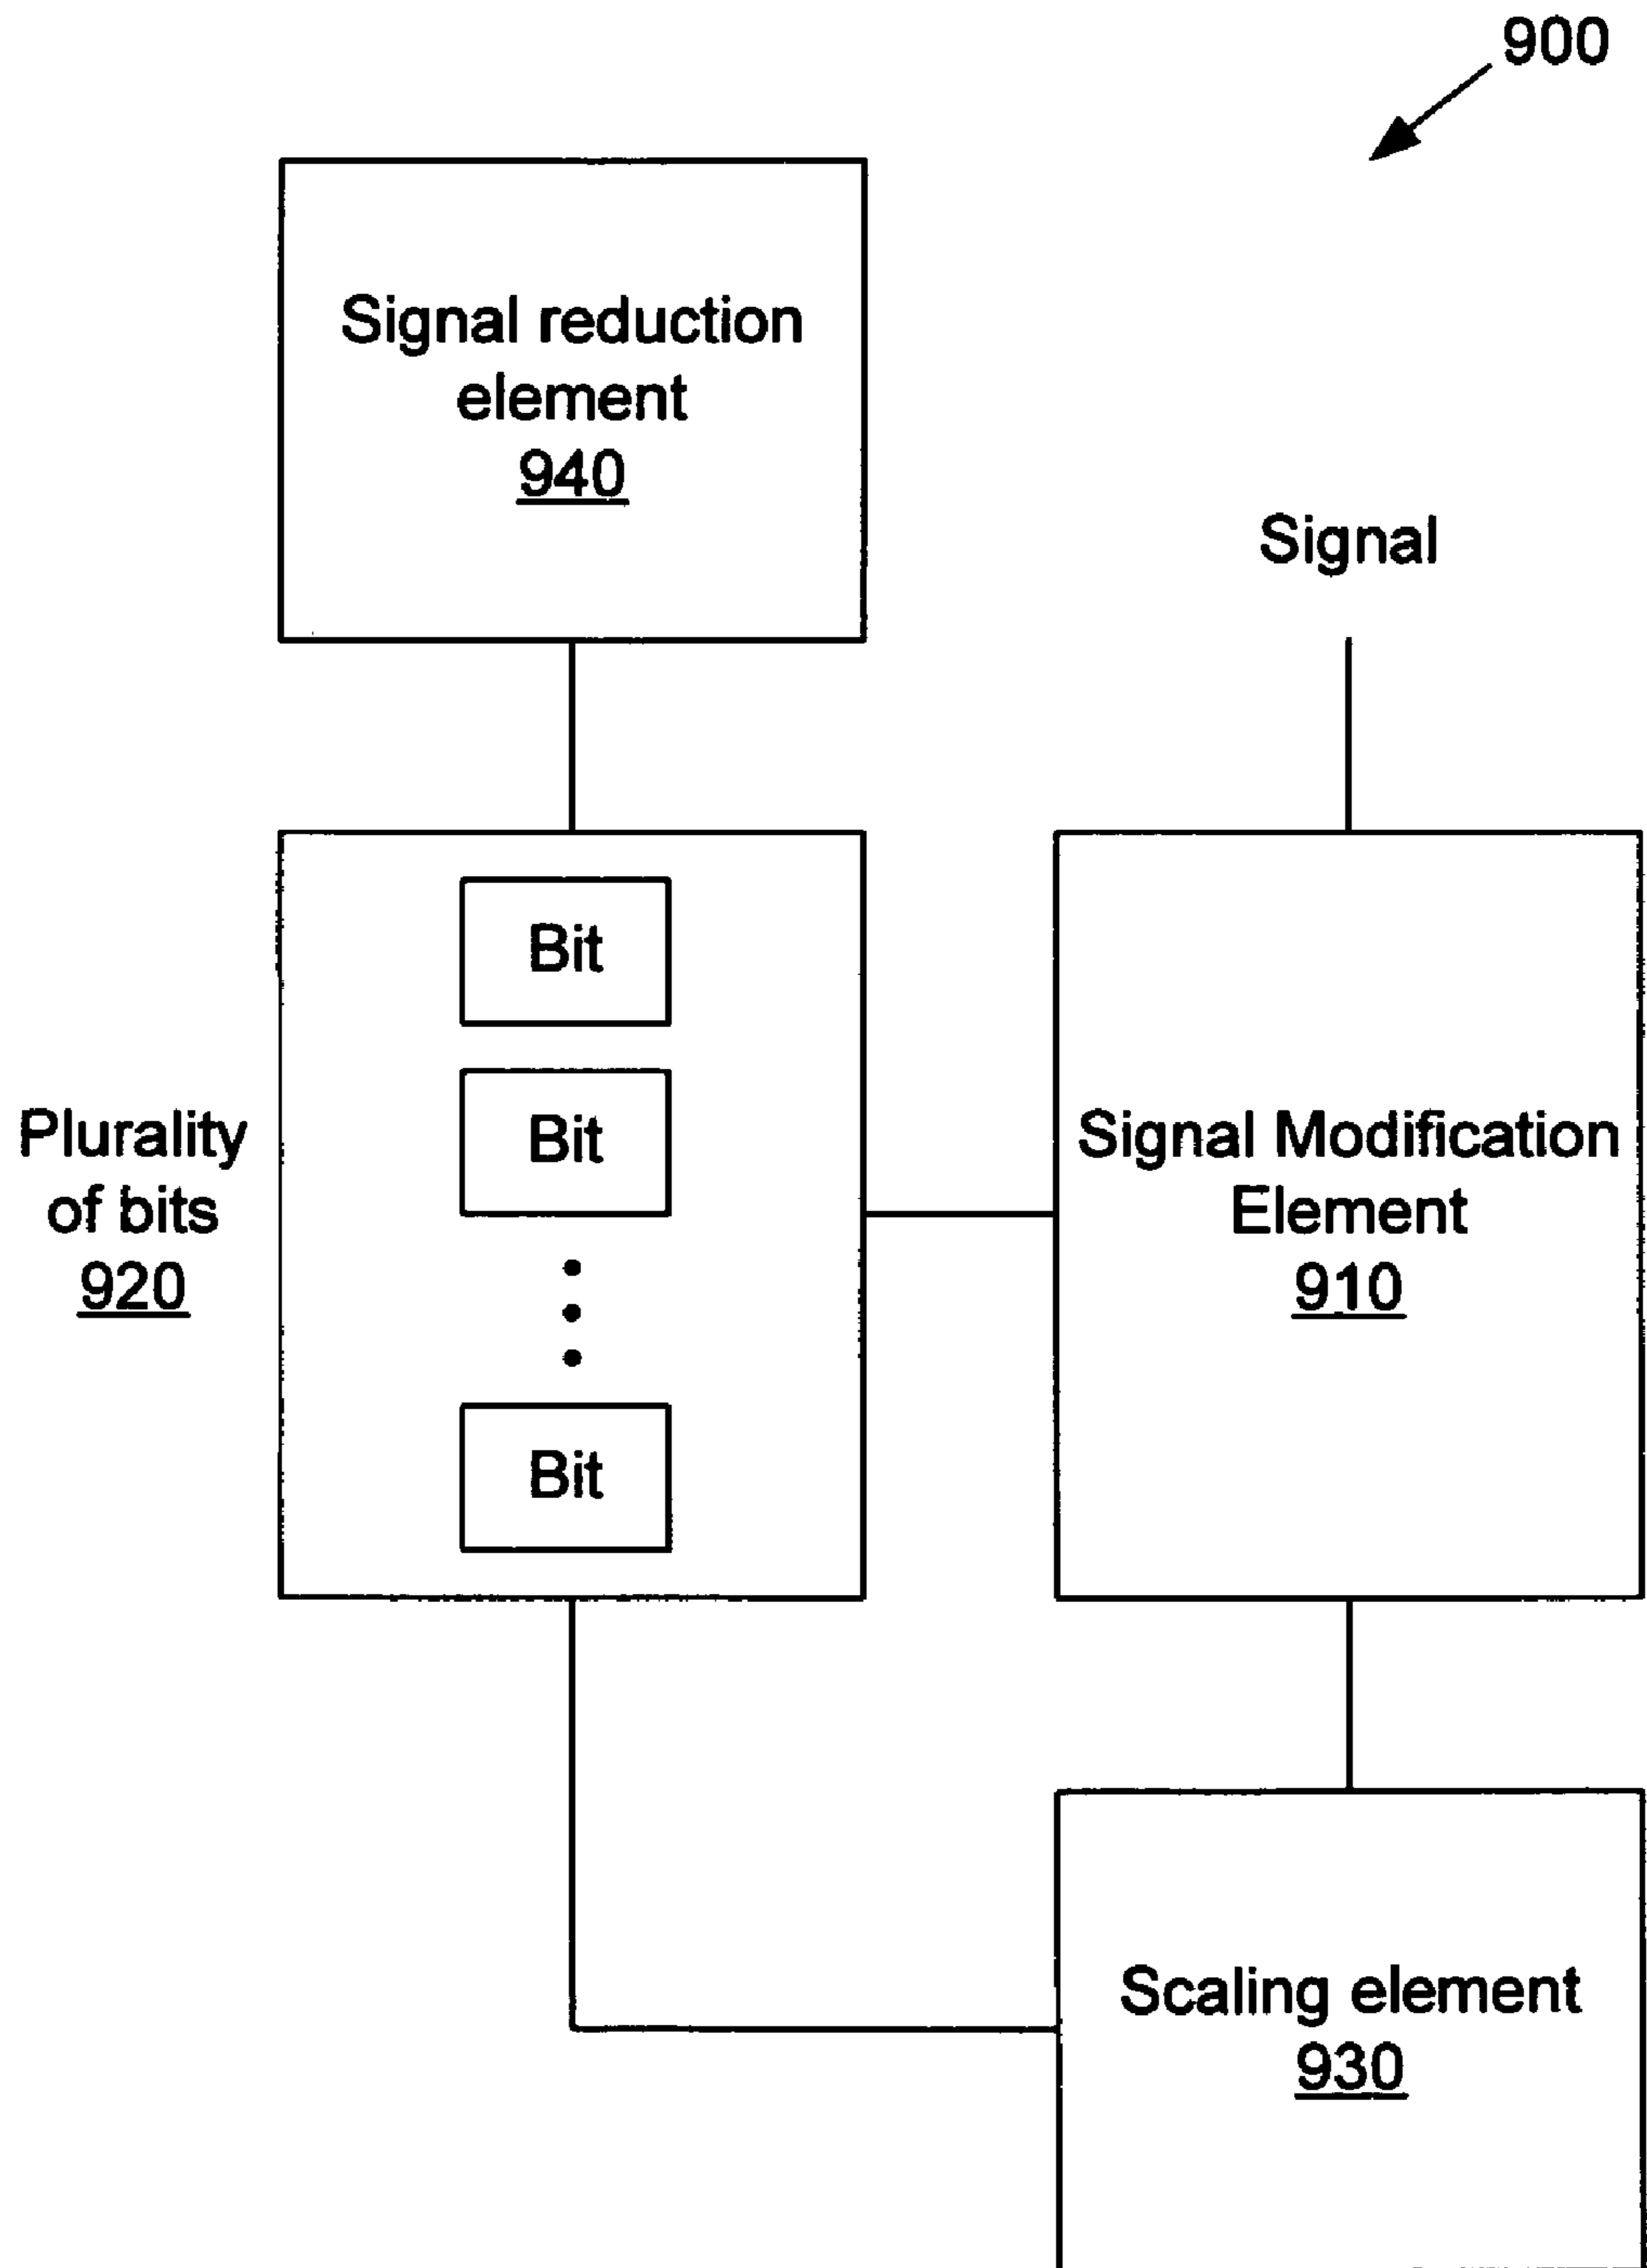 900
Signal reduction
element
940
Signal
Bit
Bit
Bit
Plurality
of bits
920
Signal Modification
Element
910
Scaling element
930